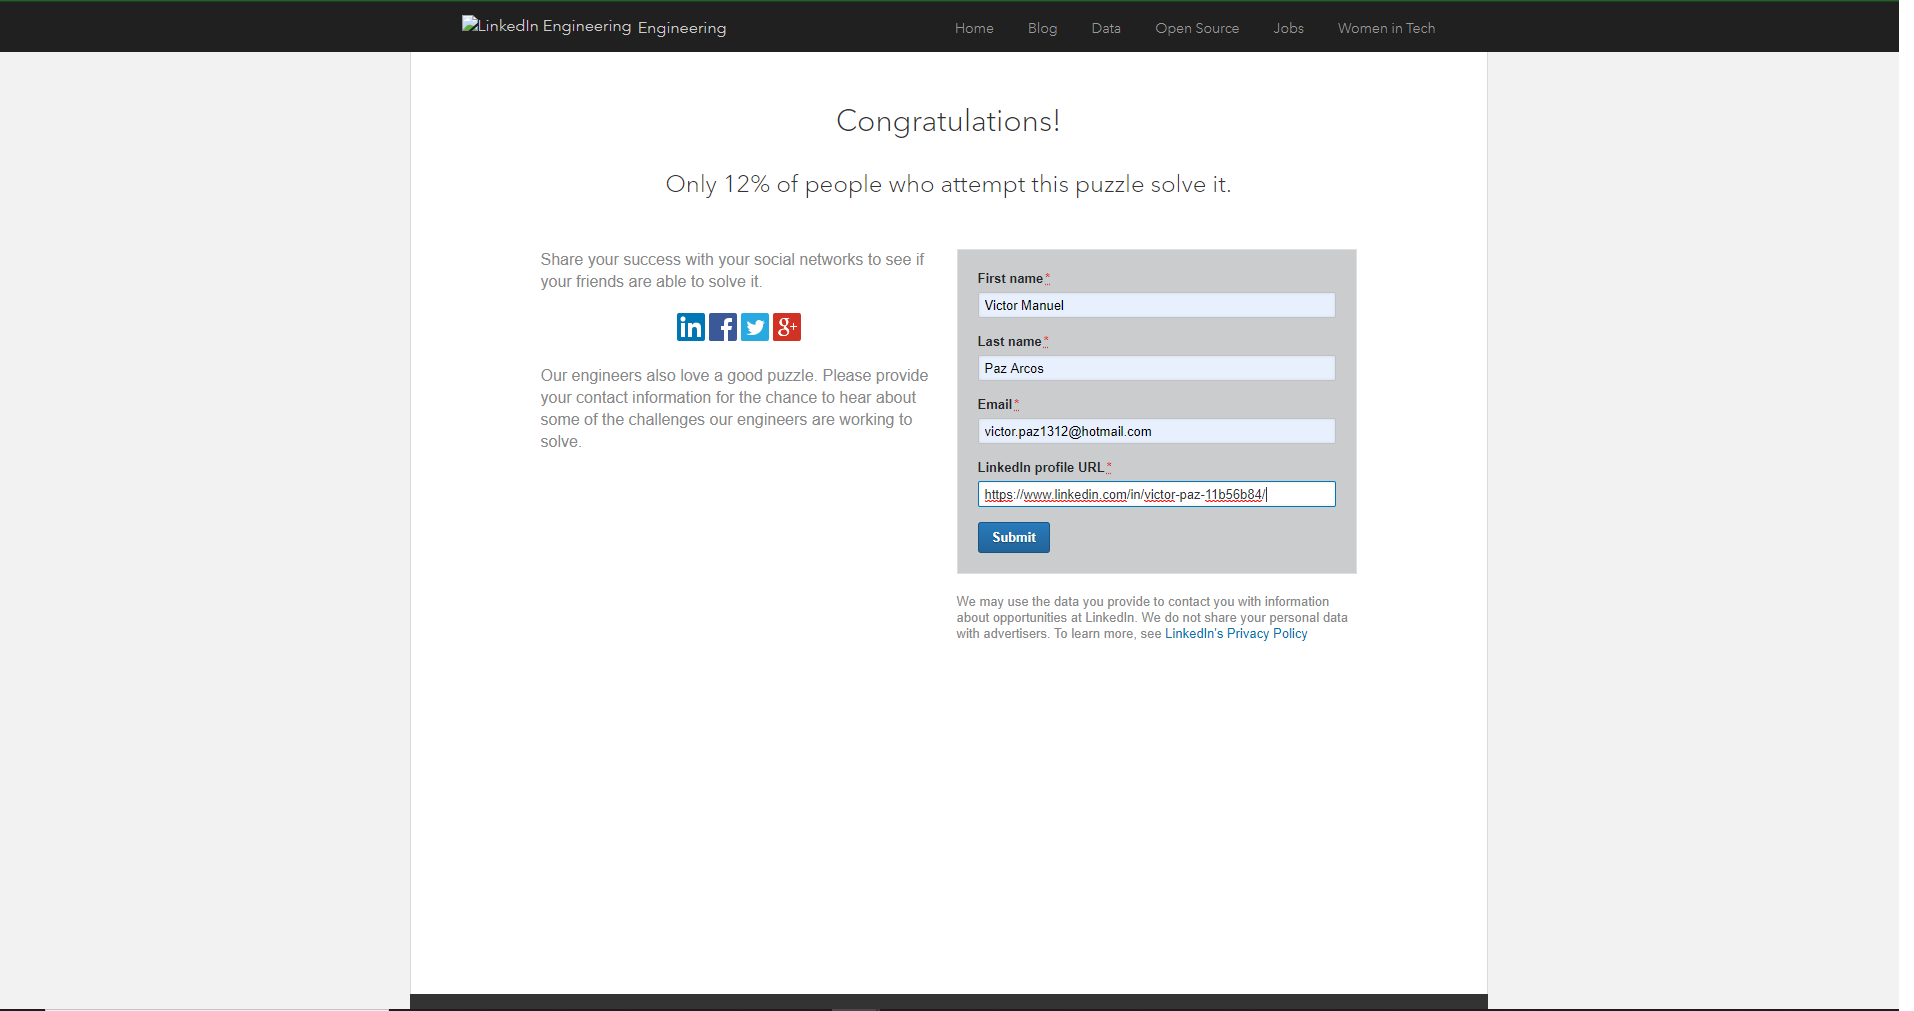 LinkedIn Engineering Engineering Home Blog Data Open Source Jobs Women in Tech
Congratulations!
Only 12% of people who attempt this puzzle solve it.
Share your success with your social networks to see if
your friends are able to solve it.
in f g+
Our engineers also love a good puzzle. Please provide
your contact information for the chance to hear about
some of the challenges our engineers are working to
solve.
First name*
Victor Manuel
Last name*
Paz Arcos
Email*
victor.paz1312@hotmail.com
LinkedIn profile URL*
https://www.linkedin.com/in/victor-paz-11b56b84/
Submit
We may use the data you provide to contact you with information
about opportunities at LinkedIn. We do not share your personal data
with advertisers. To learn more, see LinkedIn's Privacy Policy